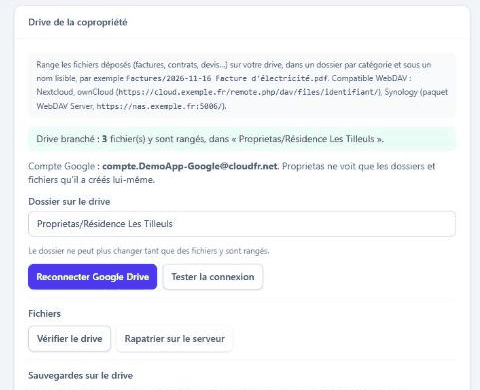 Drive de la copropriété
Range les fichiers déposés (factures, contrats, devis…) sur votre drive, dans un dossier par catégorie et sous un
nom lisible, par exemple Factures/2026-11-16 Facture d'électricité.pdf. Compatible WebDAV :
Nextcloud, ownCloud (https://cloud.exemple.fr/remote.php/dav/files/identifiant/), Synology (paquet
WebDAV Server, https://nas.exemple.fr:5006/).
Drive branché : 3 fichier(s) y sont rangés, dans « Proprietas/Résidence Les Tilleuls ».
Compte Google : compte.DemoApp-Google@cloudfr.net. Proprietas ne voit que les dossiers et
fichiers qu'il a créés lui-même.
Dossier sur le drive
Proprietas/Résidence Les Tilleuls
Le dossier ne peut plus changer tant que des fichiers y sont rangés.
Reconnecter Google Drive
Tester la connexion
Fichiers
Vérifier le drive
Rapatrier sur le serveur
Sauvegardes sur le drive